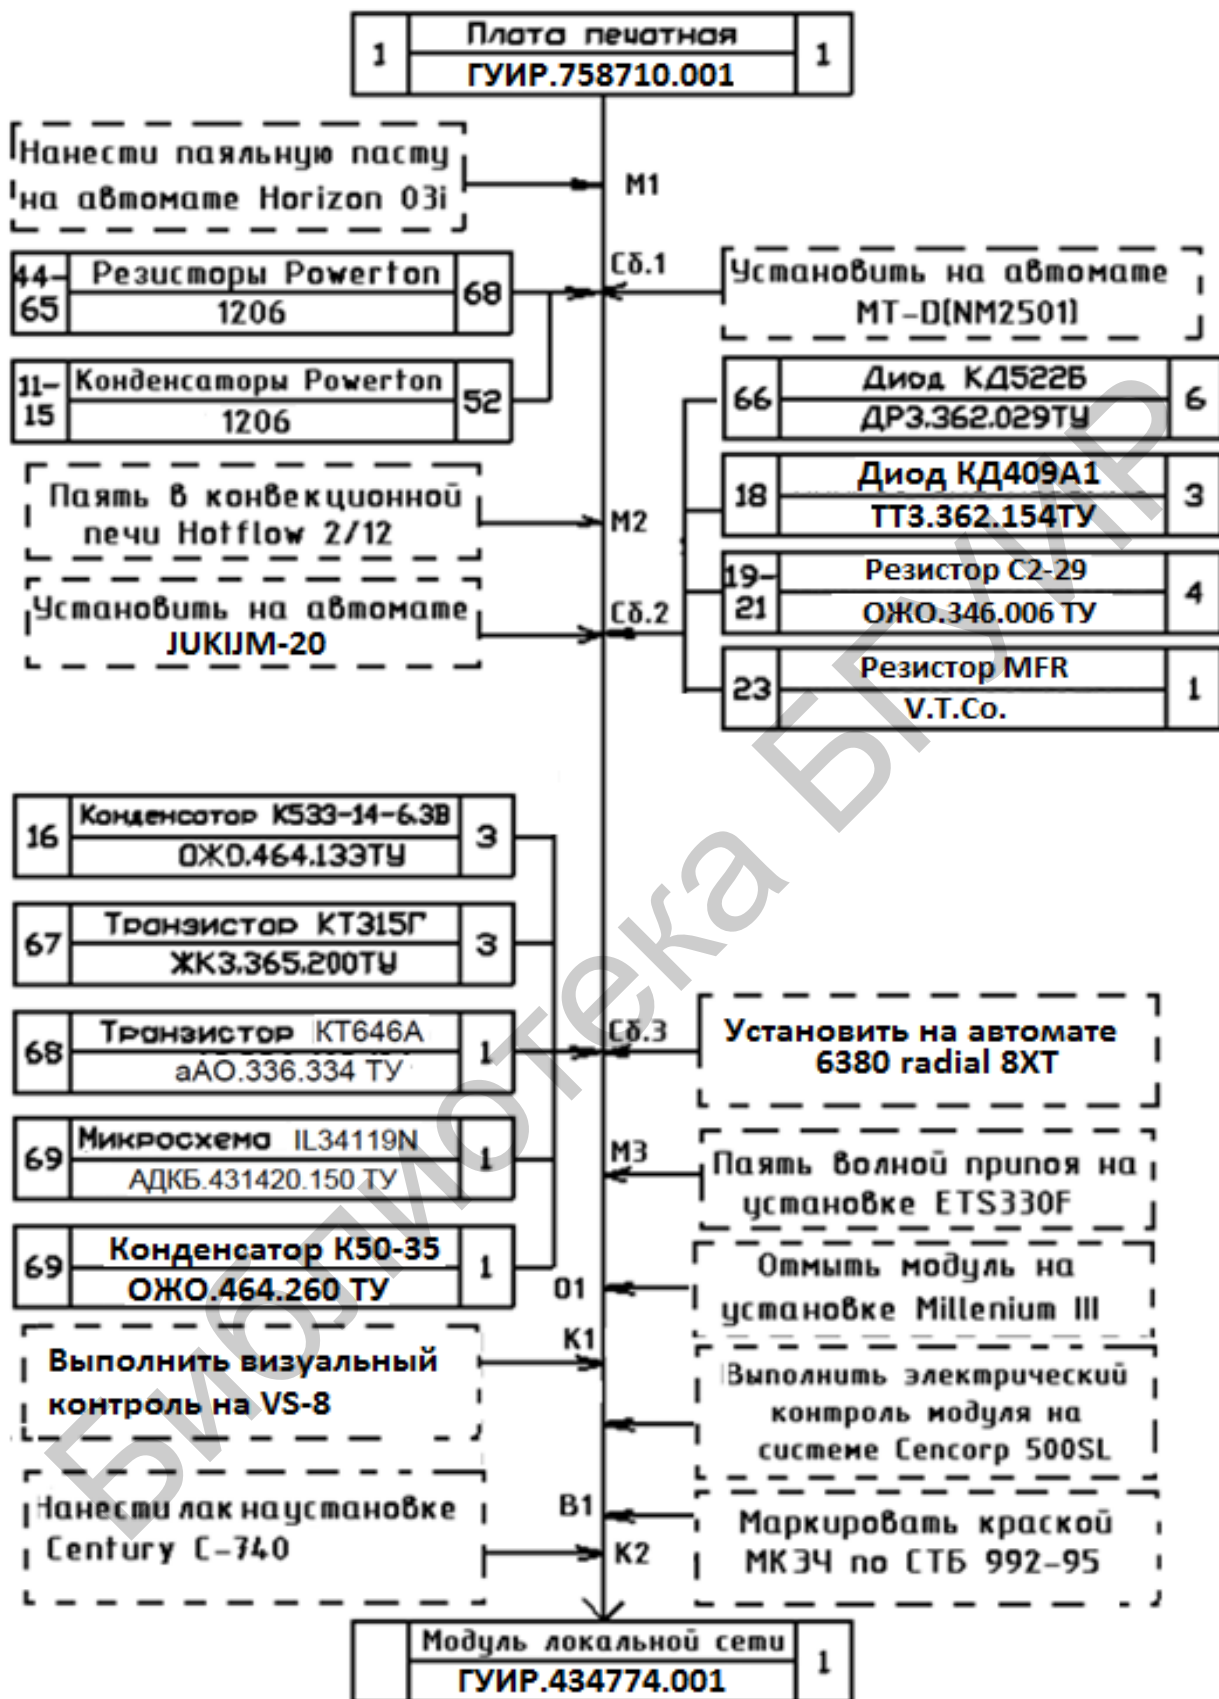 1
Плата печатная
ГУИР.758710.001
1
Нанести паяльную пасту
на автомате Horizon 03i
М1
44-
65
Резисторы Powerton
1206
68
Сб.1
Установить на автомате
MT-D(NM2501)
11-
15
Конденсаторы Powerton
1206
52
66
Диод КД522Б
ДР3.362.029ТУ
6
Паять в конвекционной
печи Hotflow 2/12
М2
18
Диод КД409А1
ТТ3.362.154ТУ
3
Установить на автомате
JUKIJM-20
Сб.2
19-
21
Резистор С2-29
ОЖО.346.006 ТУ
4
23
Резистор MFR
V.T.Co.
1
16
Конденсатор К533-14-6.3В
ОЖО.464.133ТУ
3
67
Транзистор КТ315Г
ЖК3.365.200ТУ
3
68
Транзистор КТ646А
аАО.336.334 ТУ
1
Сб.3
Установить на автомате
6380 radial 8XT
69
Микросхема IL34119N
АДКБ.431420.150 ТУ
1
М3
Паять волной припоя на
установке ETS330F
69
Конденсатор К50-35
ОЖО.464.260 ТУ
1
О1
Отмыть модуль на
установке Millenium III
Выполнить визуальный
контроль на VS-8
К1
Выполнить электрический
контроль модуля на
системе Cencorp 500SL
Нанести лак на установке
Century C-740
В1
К2
Маркировать краской
МКЭЧ по СТБ 992-95
Модуль локальной сети
ГУИР.434774.001
1
Библиотека БГУИР